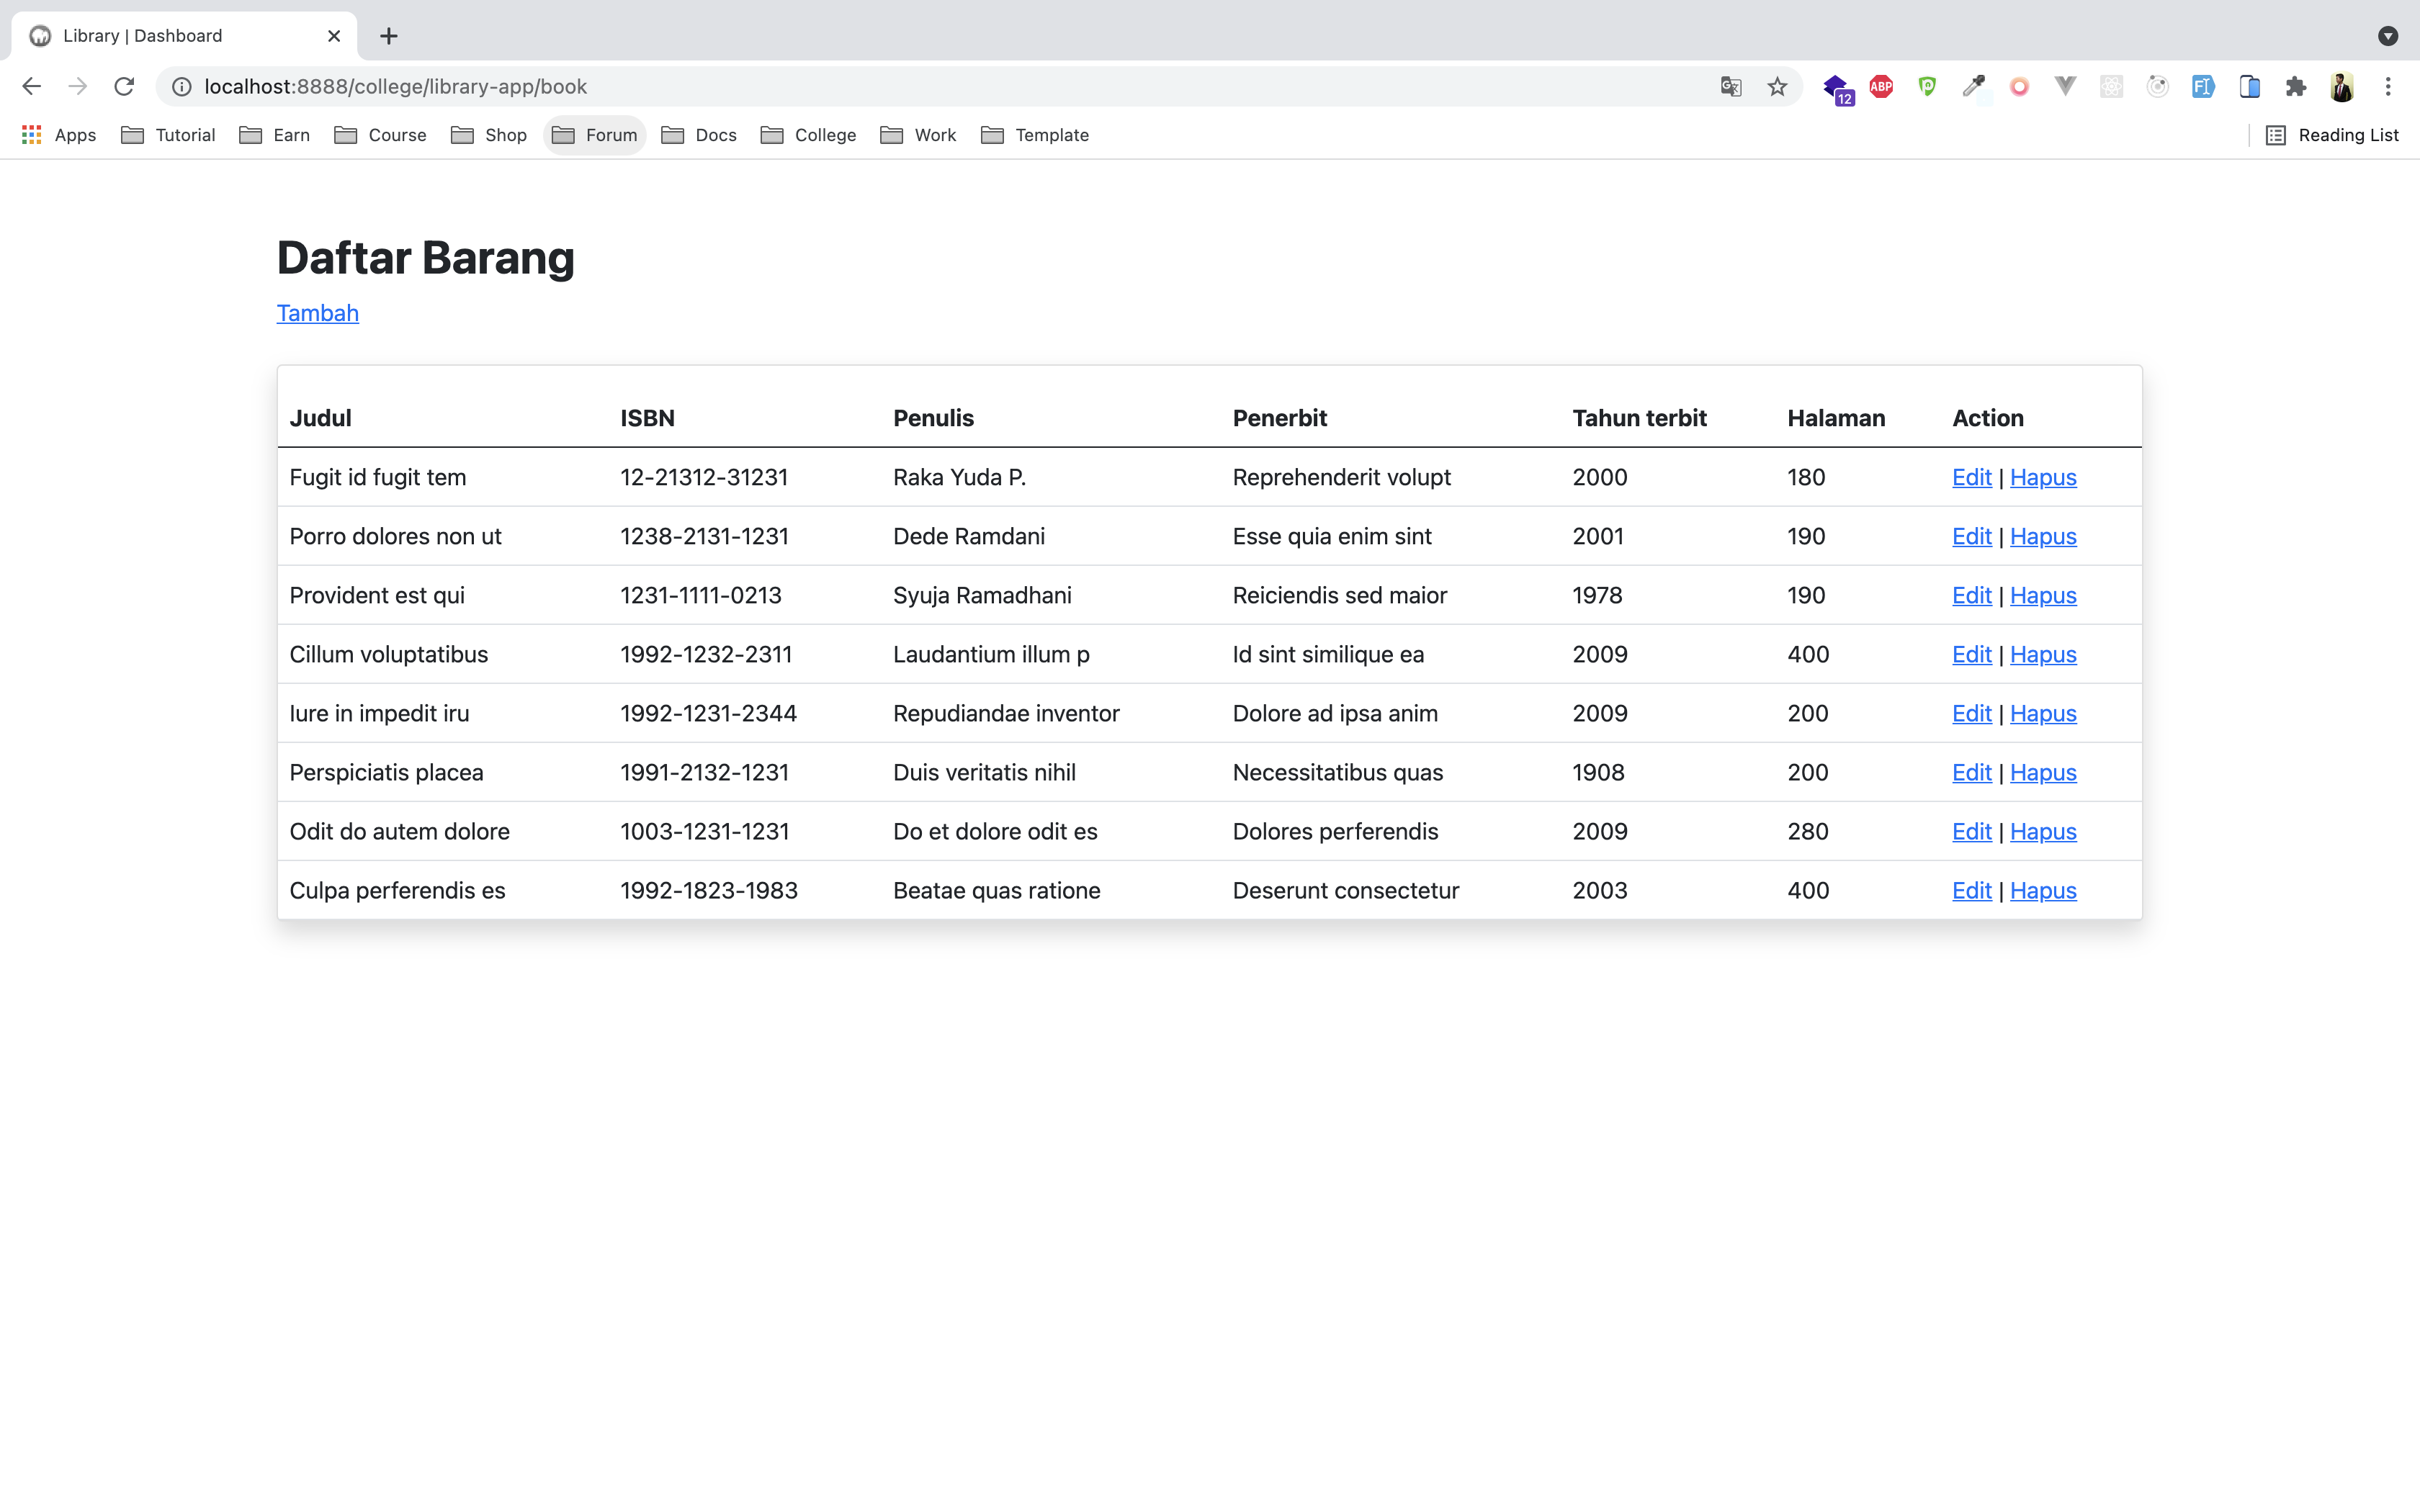 Library | Dashboard
localhost:8888/college/library-app/book
12
ABP
Apps Tutorial Earn Course Shop Forum Docs College Work Template Reading List
Daftar Barang
Tambah
Judul ISBN Penulis Penerbit Tahun terbit Halaman Action
Fugit id fugit tem 12-21312-31231 Raka Yuda P. Reprehenderit volupt 2000 180 Edit | Hapus
Porro dolores non ut 1238-2131-1231 Dede Ramdani Esse quia enim sint 2001 190 Edit | Hapus
Provident est qui 1231-1111-0213 Syuja Ramadhani Reiciendis sed maior 1978 190 Edit | Hapus
Cillum voluptatibus 1992-1232-2311 Laudantium illum p Id sint similique ea 2009 400 Edit | Hapus
Iure in impedit iru 1992-1231-2344 Repudiandae inventor Dolore ad ipsa anim 2009 200 Edit | Hapus
Perspiciatis placea 1991-2132-1231 Duis veritatis nihil Necessitatibus quas 1908 200 Edit | Hapus
Odit do autem dolore 1003-1231-1231 Do et dolore odit es Dolores perferendis 2009 280 Edit | Hapus
Culpa perferendis es 1992-1823-1983 Beatae quas ratione Deserunt consectetur 2003 400 Edit | Hapus